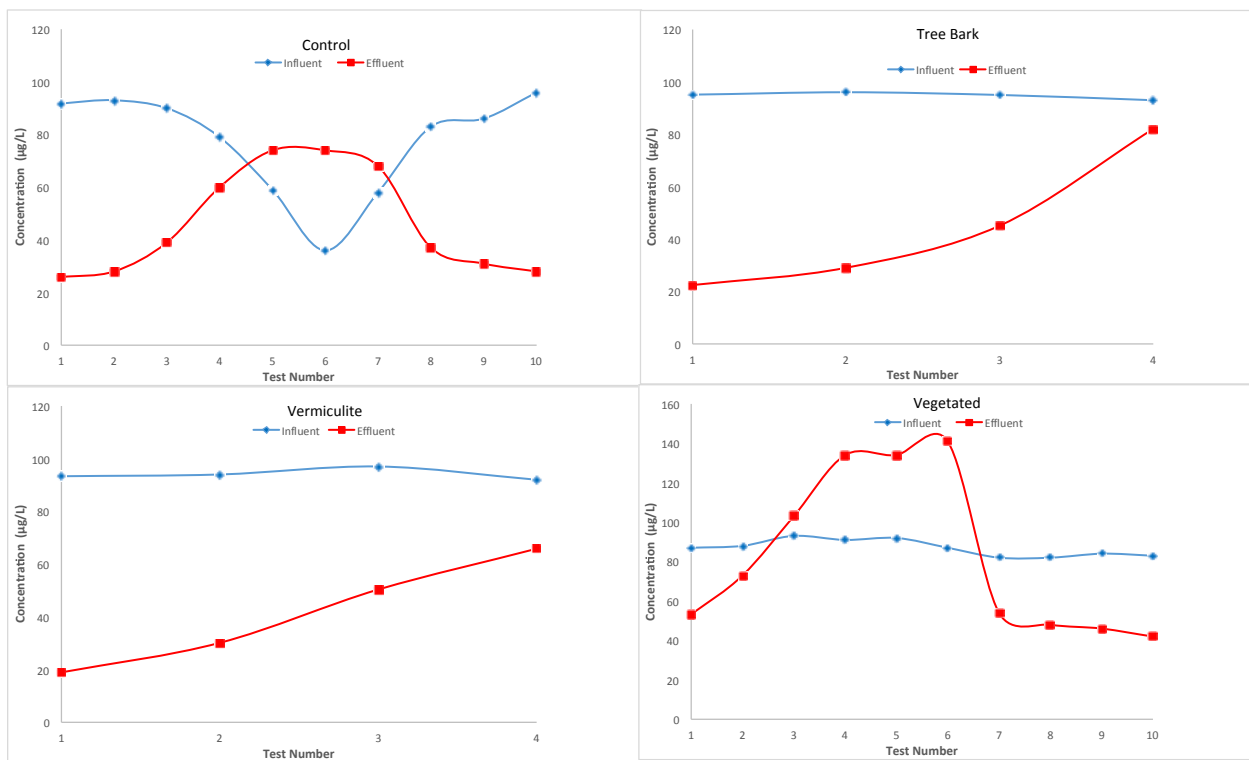 Control
Influent Effluent
120
100
80
60
40
20
0
Concentration (µg/L)
1 2 3 4 5 6 7 8 9 10
Test Number
Tree Bark
Influent Effluent
120
100
80
60
40
20
0
Concentration (µg/L)
1 2 3 4
Test Number
Vermiculite
Influent Effluent
120
100
80
60
40
20
0
Concentration (µg/L)
1 2 3 4
Test Number
Vegetated
Influent Effluent
160
140
120
100
80
60
40
20
0
Concentration (µg/L)
1 2 3 4 5 6 7 8 9 10
Test Number